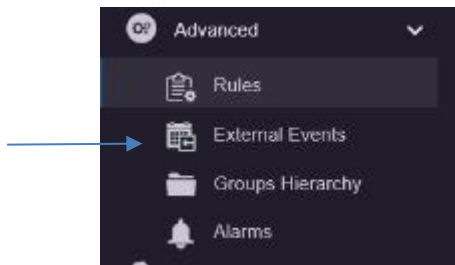 Advanced
Rules
External Events
Groups Hierarchy
Alarms